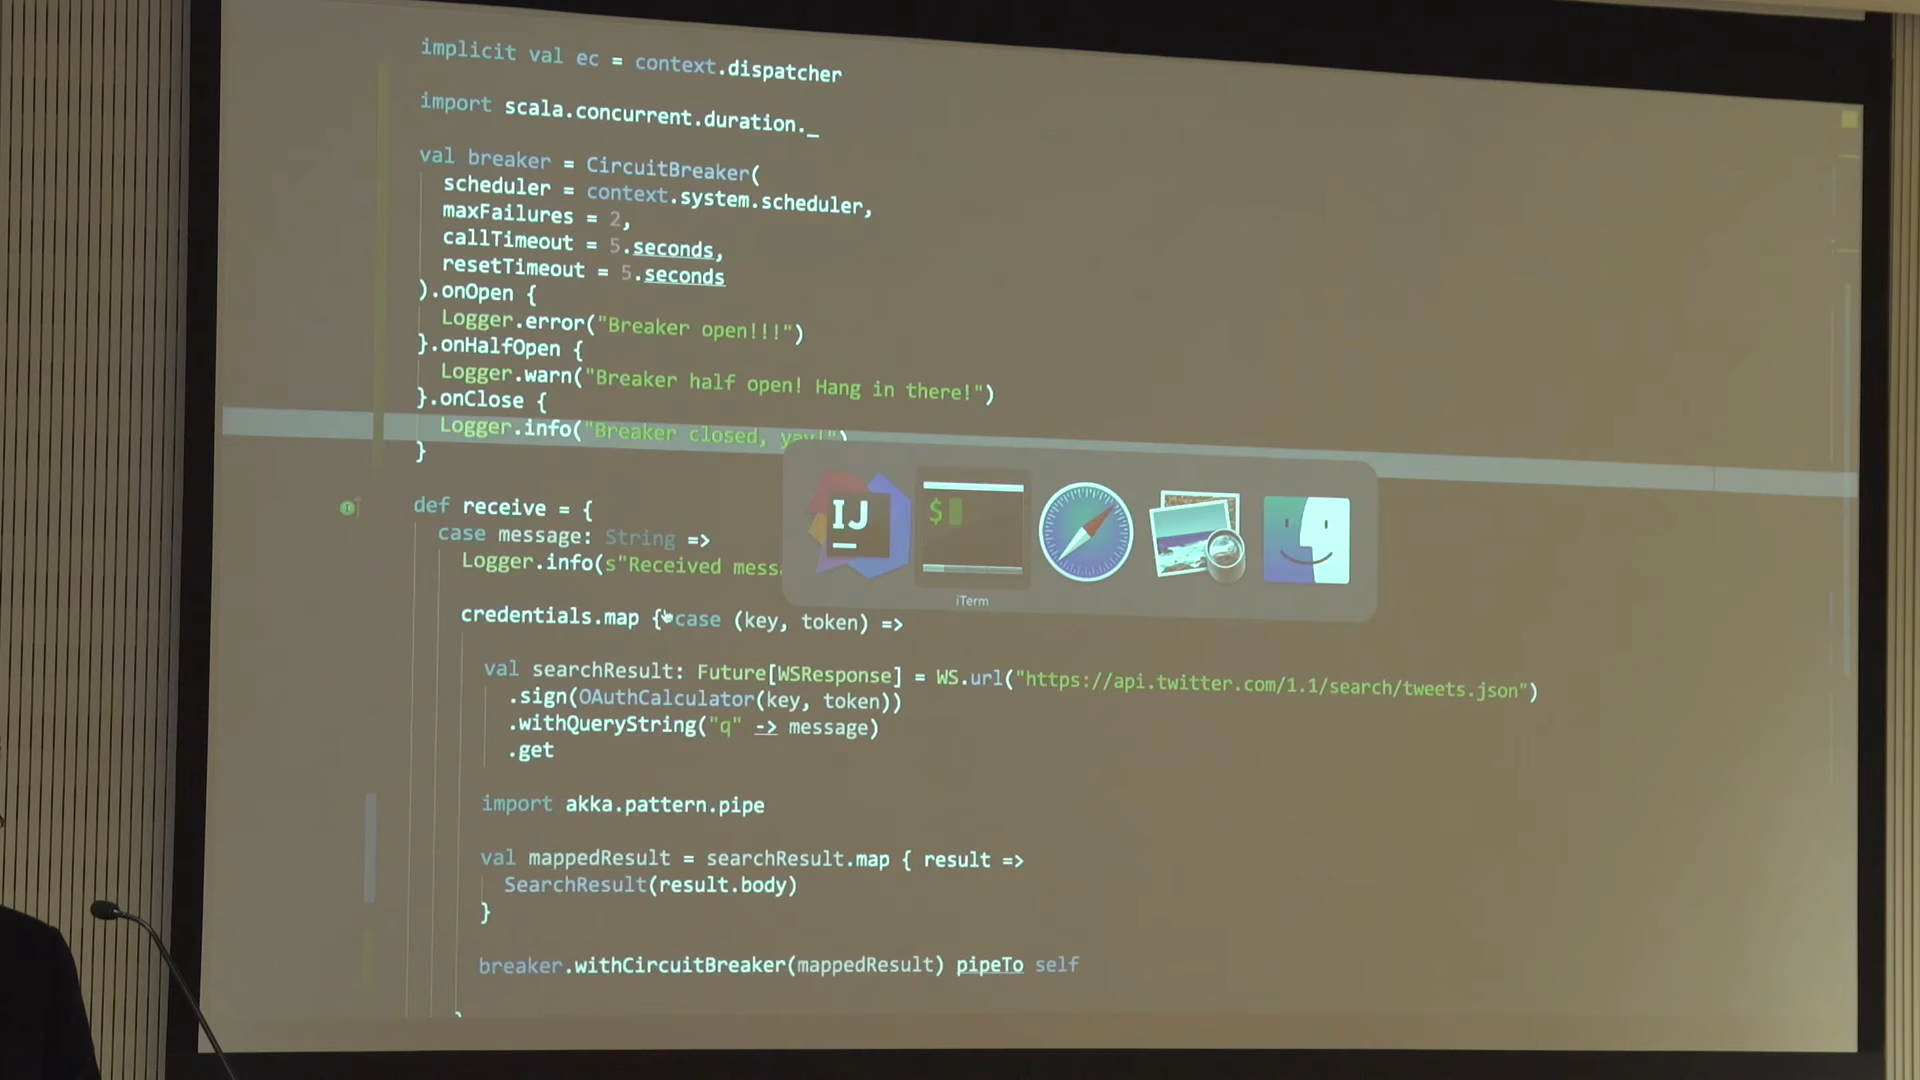 implicit val ec = context.dispatcher
import scala.concurrent.duration._
val breaker = CircuitBreaker(
scheduler = context.system.scheduler,
maxFailures = 2,
callTimeout = 5.seconds,
resetTimeout = 5.seconds
).onOpen {
Logger.error("Breaker open!!!")
}.onHalfOpen {
Logger.warn("Breaker half open! Hang in there!")
}.onClose {
Logger.info("Breaker closed, yay!")
}
def receive = {
case message: String =>
Logger.info(s"Received
IJ
$
iTerm
credentials.map { case (key, token) =>
val searchResult: Future[WSResponse] = WS.url("https://api.twitter.com/1.1/search/tweets.json")
.sign(OAuthCalculator(key, token))
.withQueryString("q" -> message)
.get
import akka.pattern.pipe
val mappedResult = searchResult.map { result =>
SearchResult(result.body)
}
breaker.withCircuitBreaker(mappedResult) pipeTo self